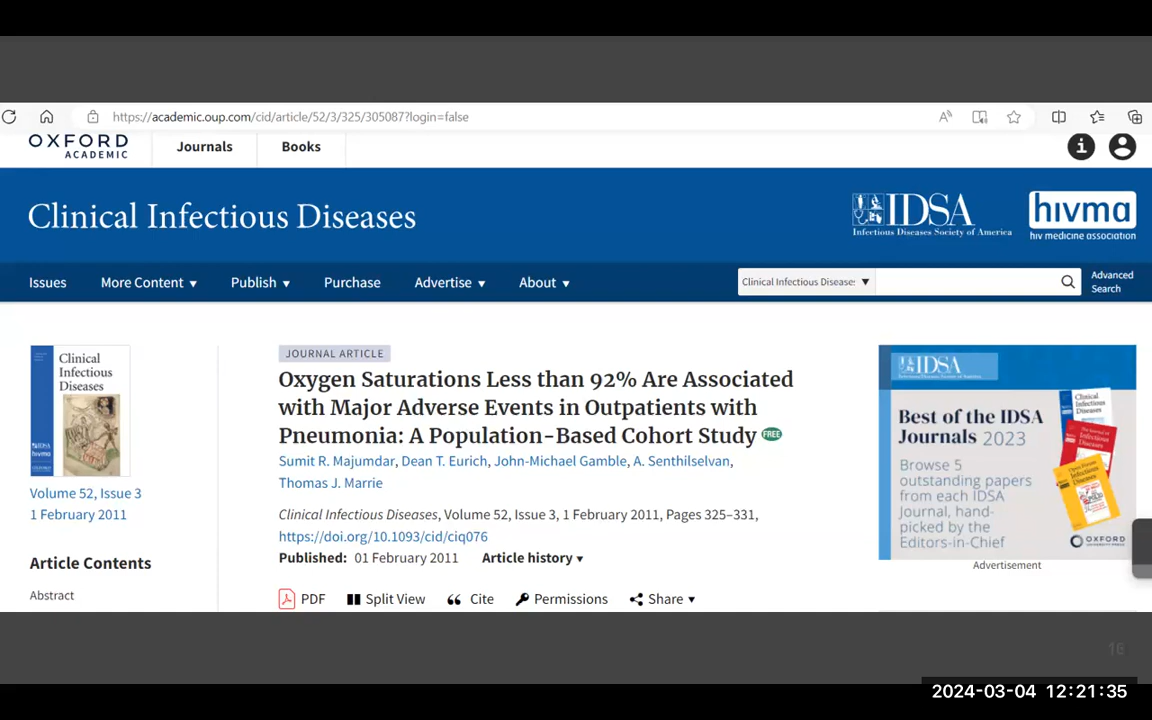 https://academic.oup.com/cid/article/52/3/325/305087?login=false
OXFORD
ACADEMIC
Journals
Books
Clinical Infectious Diseases
IDSA
Infectious Diseases Society of America
hivma
hiv medicine association
Issues
More Content
Publish
Purchase
Advertise
About
Clinical Infectious Disease:
Advanced
Search
Clinical
Infectious
Diseases
IDSA
hivma
Volume 52, Issue 3
1 February 2011
Article Contents
Abstract
JOURNAL ARTICLE
Oxygen Saturations Less than 92% Are Associated
with Major Adverse Events in Outpatients with
Pneumonia: A Population-Based Cohort Study FREE
Sumit R. Majumdar, Dean T. Eurich, John-Michael Gamble, A. Senthilselvan,
Thomas J. Marrie
Clinical Infectious Diseases, Volume 52, Issue 3, 1 February 2011, Pages 325–331,
https://doi.org/10.1093/cid/ciq076
Published: 01 February 2011 Article history
PDF
Split View
Cite
Permissions
Share
IDSA
Best of the IDSA
Journals 2023
Browse 5
outstanding papers
from each IDSA
Journal, hand-
picked by the
Editors-in-Chief
Clinical
Infectious
Diseases
OXFORD
Advertisement
16
2024-03-04 12:21:35